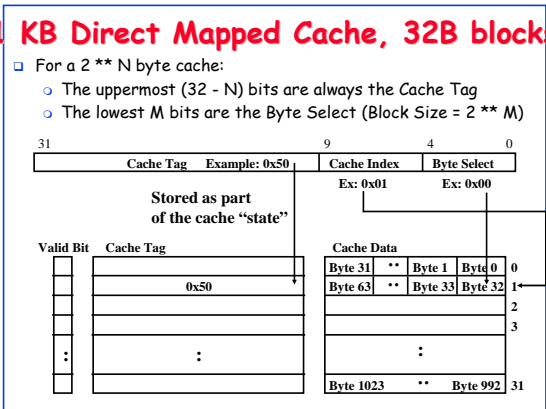 KB Direct Mapped Cache, 32B block
For a 2 ** N byte cache:
The uppermost (32 - N) bits are always the Cache Tag
The lowest M bits are the Byte Select (Block Size = 2 ** M)
31 9 4 0
Cache Tag Example: 0x50 Cache Index Byte Select
Ex: 0x01 Ex: 0x00
Stored as part
of the cache “state”
Valid Bit Cache Tag Cache Data
Byte 31 •• Byte 1 Byte 0 0
0x50 Byte 63 •• Byte 33 Byte 32 1
2
3
: : :
Byte 1023 •• Byte 992 31